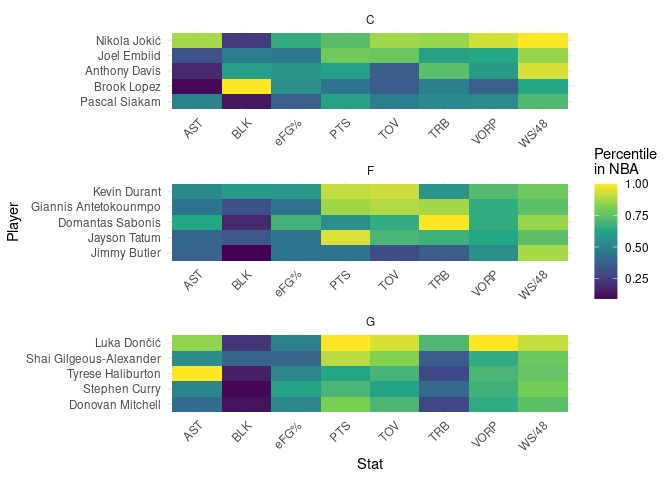 C
Nikola Jokić
Joel Embiid
Anthony Davis
Brook Lopez
Pascal Siakam
AST BLK eFG% PTS TOV TRB VORP WS/48
F
Kevin Durant
Giannis Antetokounmpo
Domantas Sabonis
Jayson Tatum
Jimmy Butler
AST BLK eFG% PTS TOV TRB VORP WS/48
G
Luka Dončić
Shai Gilgeous-Alexander
Tyrese Haliburton
Stephen Curry
Donovan Mitchell
AST BLK eFG% PTS TOV TRB VORP WS/48
Stat
Player
Percentile
in NBA
1.00
0.75
0.50
0.25